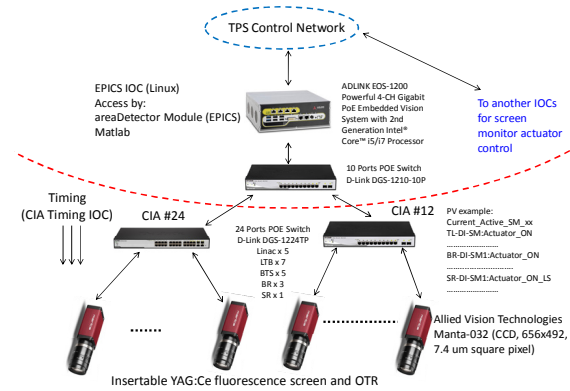 TPS Control Network
EPICS IOC (Linux)
Access by:
areaDetector Module (EPICS)
Matlab
ADLINK EOS-1200
Powerful 4-CH Gigabit
PoE Embedded Vision
System with 2nd
Generation Intel®
Core™ i5/i7 Processor
To another IOCs
for screen
monitor actuator
control
10 Ports POE Switch
D-Link DGS-1210-10P
Timing
(CIA Timing IOC)
CIA #24
24 Ports POE Switch
D-Link DGS-1224TP
Linac x 5
LTB x 7
BTS x 5
BR x 3
SR x 1
CIA #12
PV example:
Current_Active_SM_xx
TL-DI-SM:Actuator_ON
........................
BR-DI-SM1:Actuator_ON
........................
SR-DI-SM1:Actuator_ON_LS
........................
Allied Vision Technologies
Manta-032 (CCD, 656x492,
7.4 um square pixel)
Insertable YAG:Ce fluorescence screen and OTR